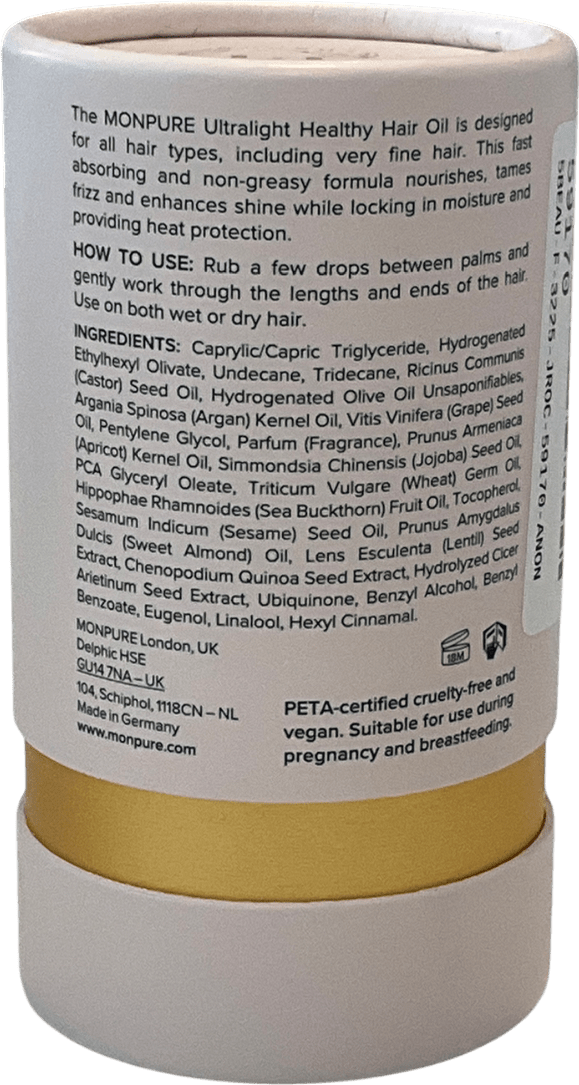 The MONPURE Ultralight Healthy Hair Oil is designed
for all hair types, including very fine hair. This fast
absorbing and non-greasy formula nourishes, tames
frizz and enhances shine while locking in moisture and
providing heat protection.
HOW TO USE: Rub a few drops between palms and
gently work through the lengths and ends of the hair.
Use on both wet or dry hair.
INGREDIENTS: Caprylic/Capric Triglyceride, Hydrogenated
Ethylhexyl Olivate, Undecane, Tridecane, Ricinus Communis
(Castor) Seed Oil, Hydrogenated Olive Oil Unsaponifiables,
Argania Spinosa (Argan) Kernel Oil, Vitis Vinifera (Grape) Seed
Oil, Pentylene Glycol, Parfum (Fragrance), Prunus Armeniaca
(Apricot) Kernel Oil, Simmondsia Chinensis (Jojoba) Seed Oil,
PCA Glyceryl Oleate, Triticum Vulgare (Wheat) Germ Oil,
Hippophae Rhamnoides (Sea Buckthorn) Fruit Oil, Tocopherol,
Sesamum Indicum (Sesame) Seed Oil, Prunus Amygdalus
Dulcis (Sweet Almond) Oil, Lens Esculenta (Lentil) Seed
Extract, Chenopodium Quinoa Seed Extract, Hydrolyzed Cicer
Arietinum Seed Extract, Ubiquinone, Benzyl Alcohol, Benzyl
Benzoate, Eugenol, Linalool, Hexyl Cinnamal.
MONPURE London, UK
Delphic HSE
GU14 7NA – UK
104, Schiphol, 1118CN – NL
Made in Germany
www.monpure.com
18M
PETA-certified cruelty-free and
vegan. Suitable for use during
pregnancy and breastfeeding.
59170
5BEAU-F-3225-JROC-59170-ANON